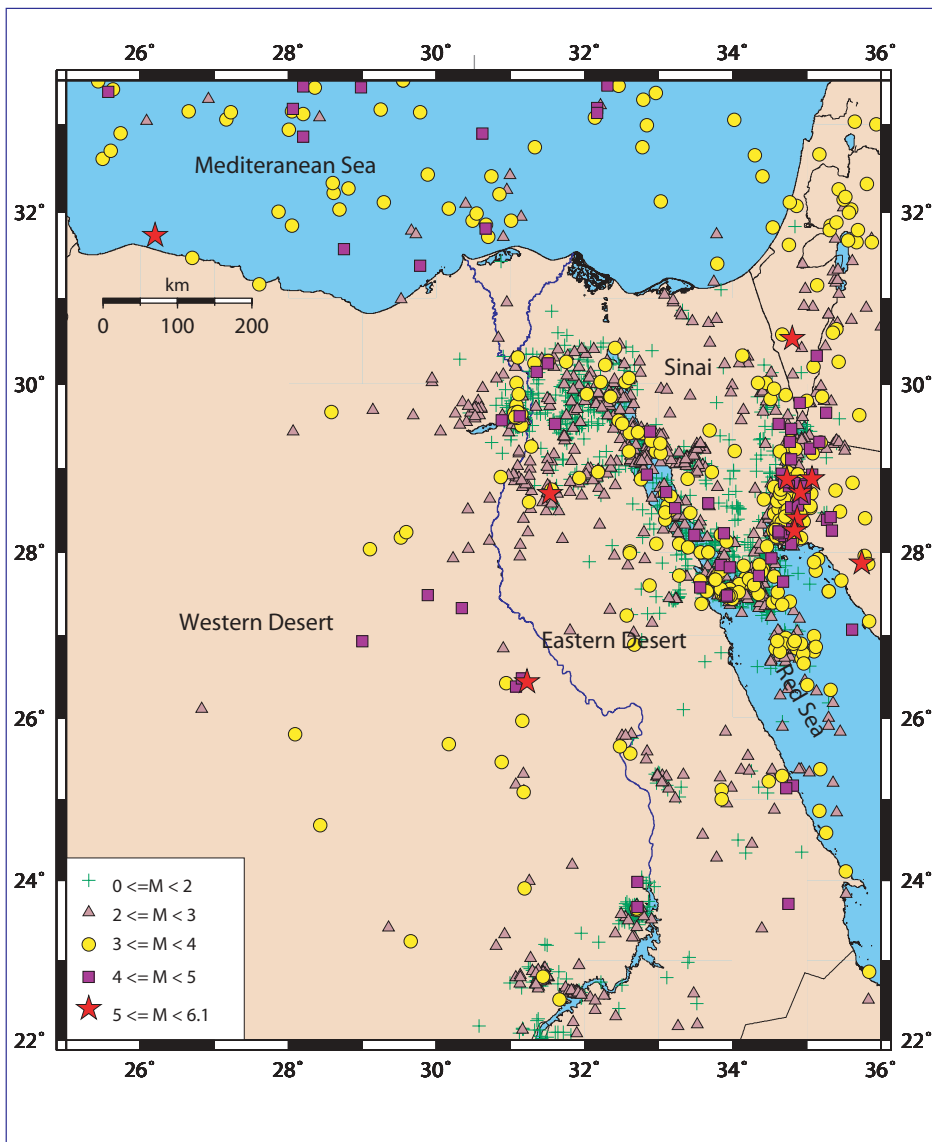 26° 28° 30° 32° 34° 36°
Mediteranean Sea
32° 32°
km
0 100 200
Sinai
30° 30°
28° 28°
Western Desert
Eastern Desert
Red Sea
26° 26°
24° 24°
0 <=M < 2
2 <= M < 3
3 <= M < 4
4 <= M < 5
5 <= M < 6.1
22° 22°
26° 28° 30° 32° 34° 36°